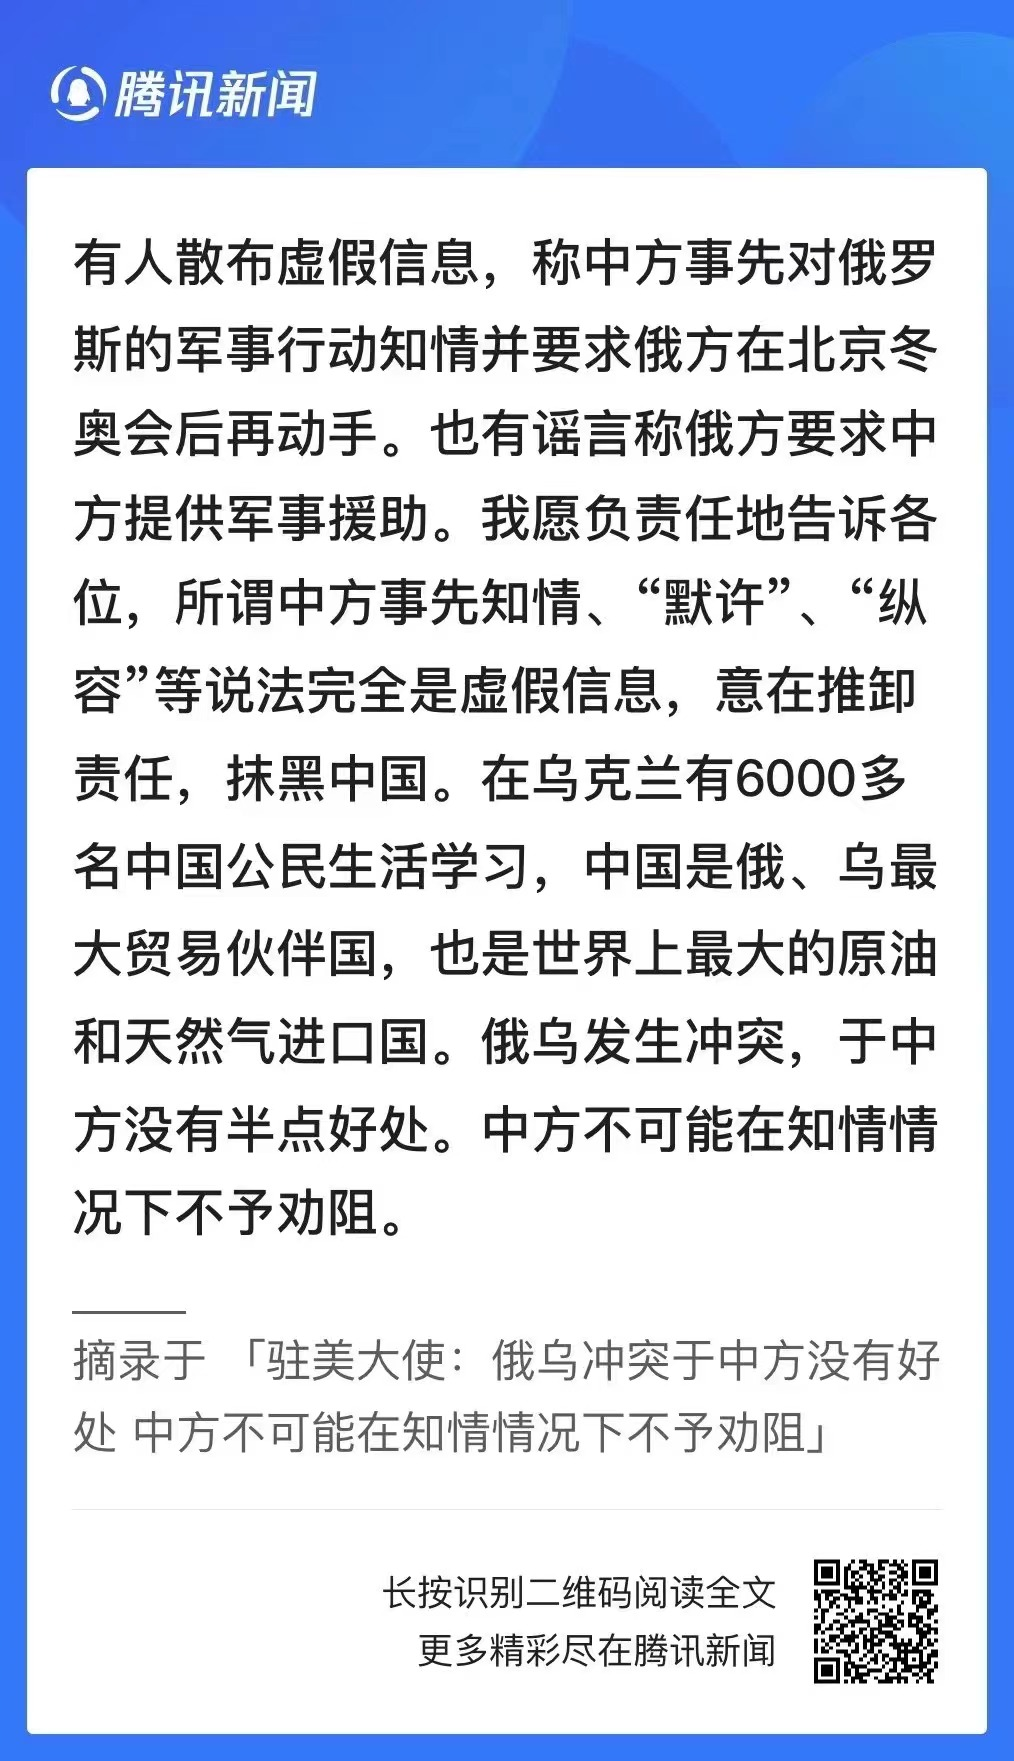 腾讯新闻
有人散布虚假信息，称中方事先对俄罗
斯的军事行动知情并要求俄方在北京冬
奥会后再动手。也有谣言称俄方要求中
方提供军事援助。我愿负责任地告诉各
位，所谓中方事先知情、“默许”、“纵
容”等说法完全是虚假信息，意在推卸
责任，抹黑中国。在乌克兰有6000多
名中国公民生活学习，中国是俄、乌最
大贸易伙伴国，也是世界上最大的原油
和天然气进口国。俄乌发生冲突，于中
方没有半点好处。中方不可能在知情情
况下不予劝阻。
摘录于 「驻美大使：俄乌冲突于中方没有好
处 中方不可能在知情情况下不予劝阻」
长按识别二维码阅读全文
更多精彩尽在腾讯新闻